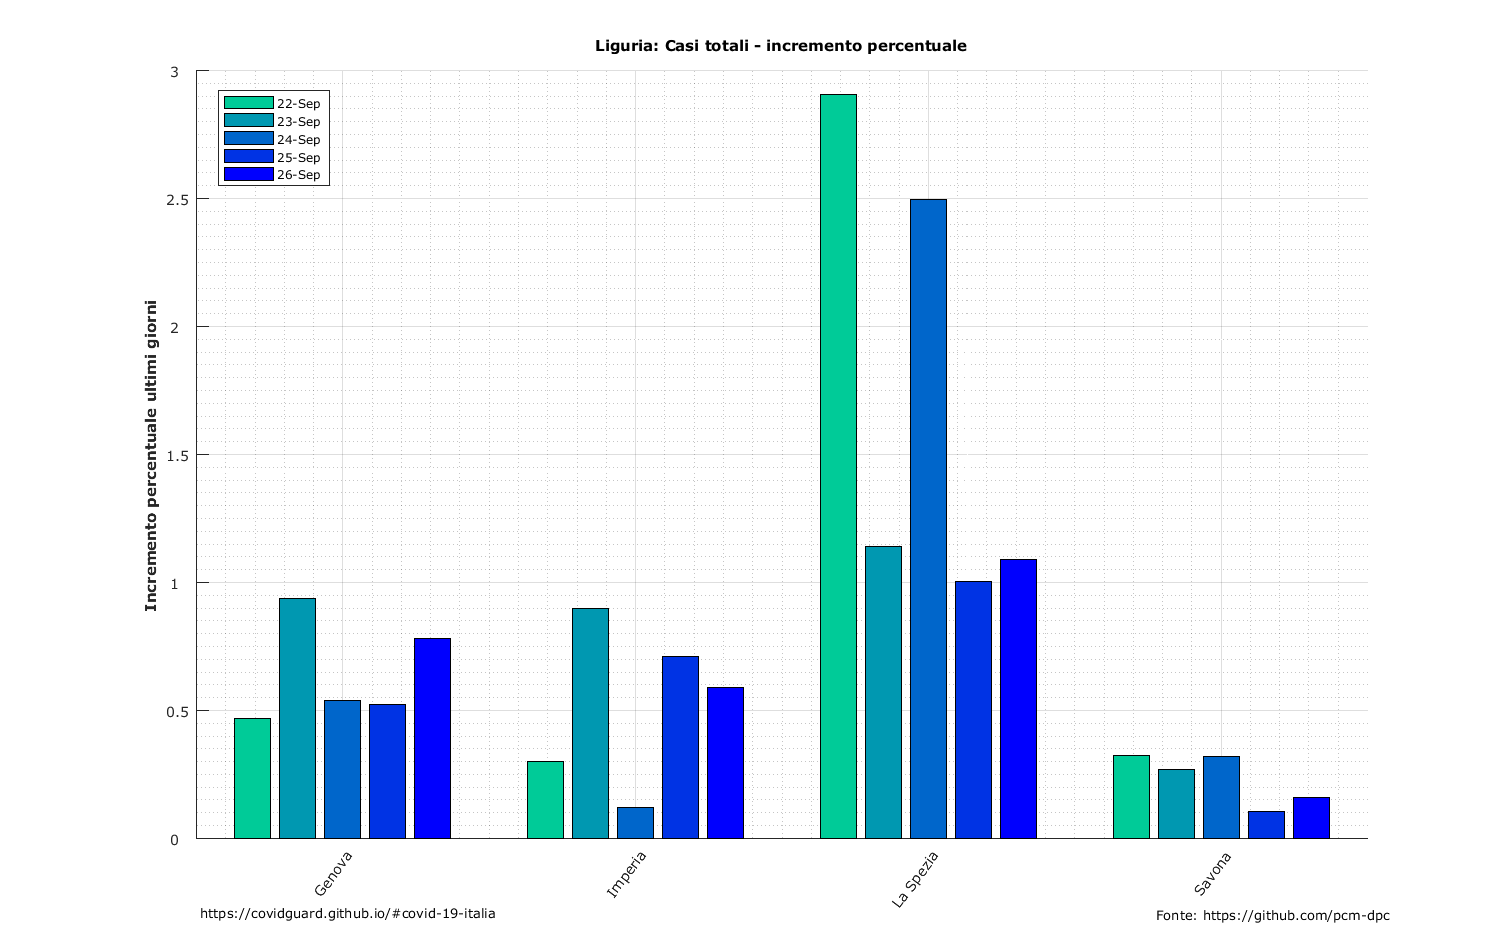 Liguria: Casi totali - incremento percentuale
3
2.5
2
1.5
1
0.5
0
22-Sep
23-Sep
24-Sep
25-Sep
26-Sep
Incremento percentuale ultimi giorni
Genova
Imperia
La Spezia
Savona
https://covidguard.github.io/#covid-19-italia
Fonte: https://github.com/pcm-dpc